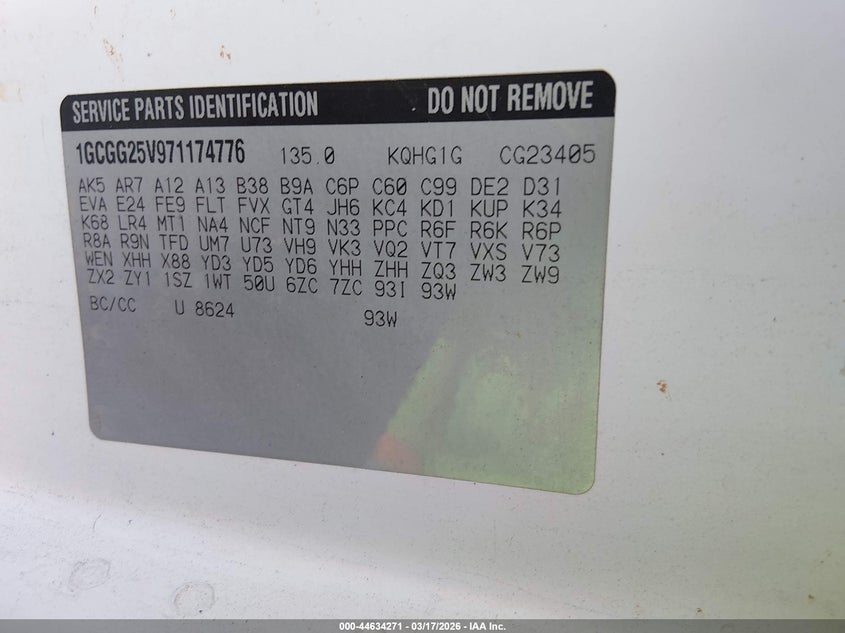 SERVICE PARTS IDENTIFICATION DO NOT REMOVE
1GCGG25V971174776 135.0 KQHG1G CG23405
AK5 AR7 A12 A13 B38 B9A C6P C60 C99 DE2 D31
EVA E24 FE9 FLT FVX GT4 JH6 KC4 KD1 KUP K34
K68 LR4 MT1 NA4 NCF NT9 N33 PPC R6F R6K R6P
R8A R9N TFD UM7 U73 VH9 VK3 VQ2 VT7 VXS V73
WEN XHH X88 YD3 YD5 YD6 YHH ZHH ZQ3 ZW3 ZW9
ZX2 ZY1 1SZ 1WT 50U 6ZC 7ZC 93I 93W
BC/CC U 8624 93W
000-44634271 - 03/17/2026 - IAA Inc.